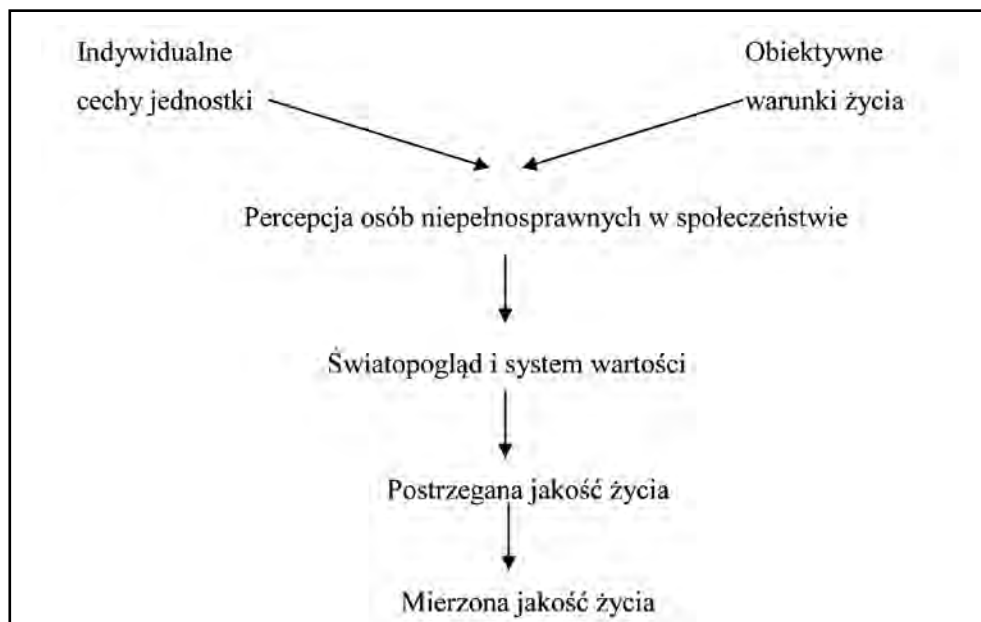 Indywidualne
cechy jednostki
Obiektywne
warunki życia
Percepcja osób niepełnosprawnych w społeczeństwie
Światopogląd i system wartości
Postrzegana jakość życia
Mierzona jakość życia